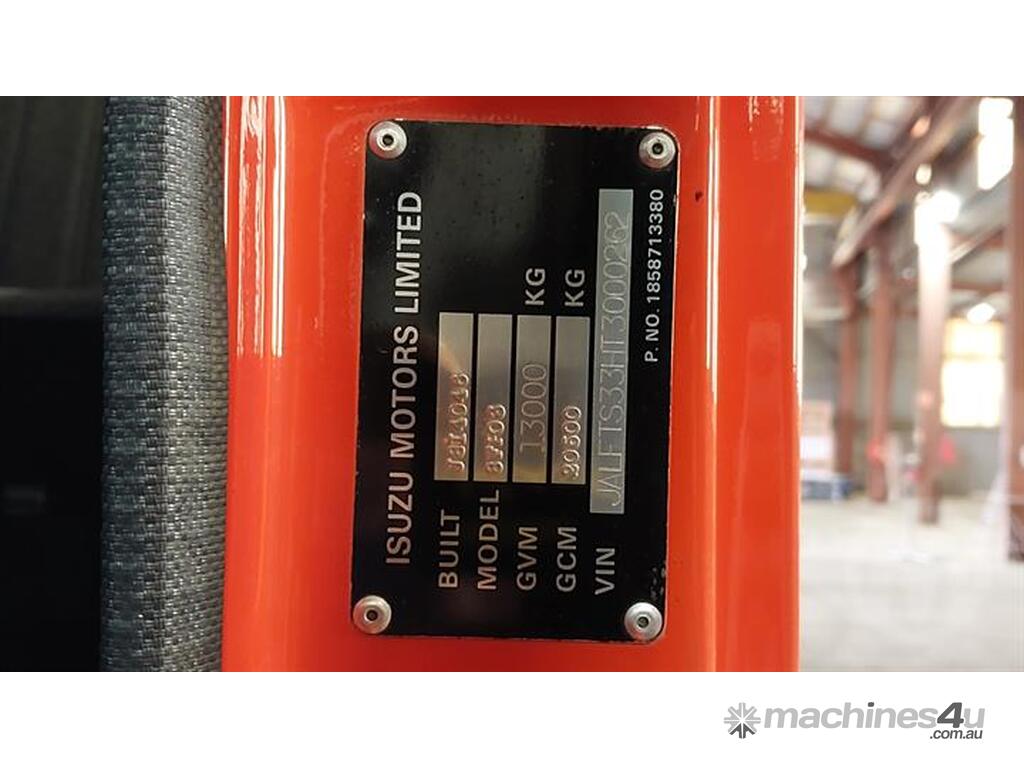 ISUZU MOTORS LIMITED
BUILT
MODEL
GVM 13000 KG
GCM 20500 KG
VIN JALFTS33HT3000262
P. NO. 1858713380
machines4u
.com.au